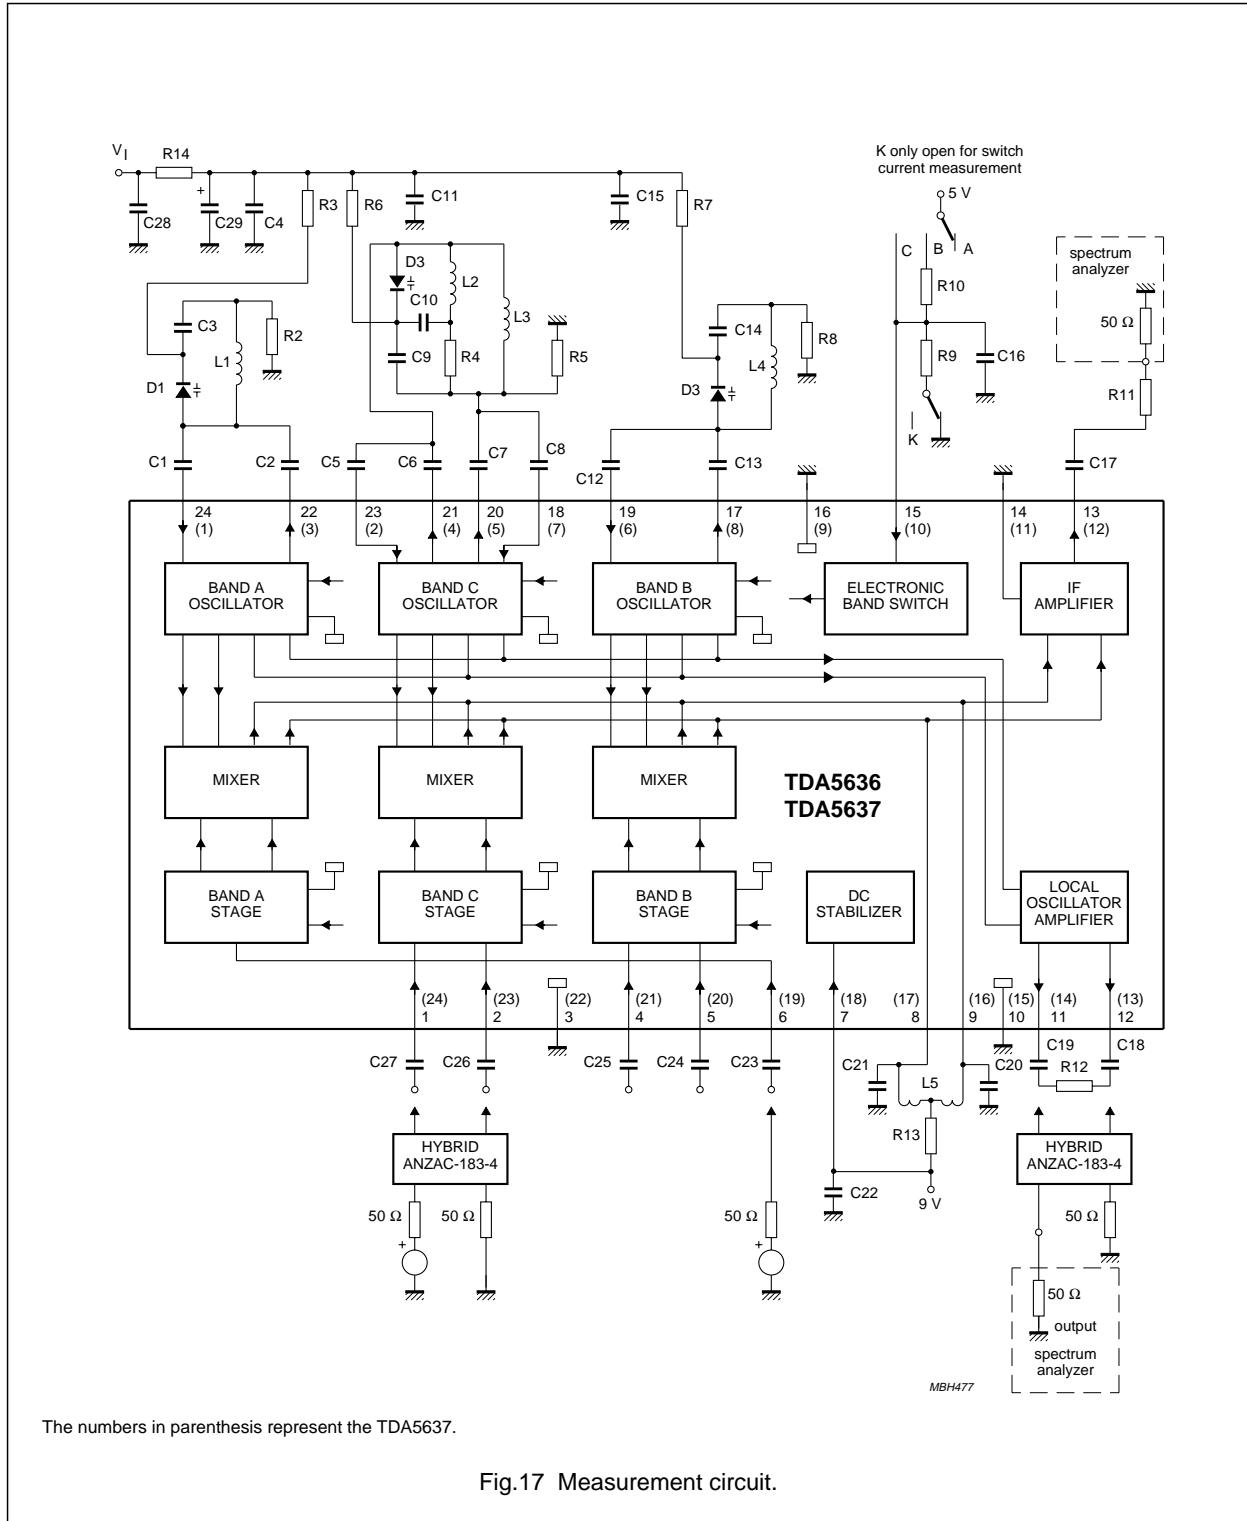 V I
R14
C28
+
C29
C4
R3
R6
C11
C15
R7
K only open for switch
current measurement
5 V
C
B
A
R10
R9
C16
K
spectrum
analyzer
50 Ω
R11
C17
C3
R2
L1
D1
C1
C2
D3
L2
C10
L3
C9
R4
R5
C5
C6
C7
C8
C14
R8
L4
D3
C12
C13
24
(1)
22
(3)
23
(2)
21
(4)
20
(5)
18
(7)
19
(6)
17
(8)
16
(9)
15
(10)
14
(11)
13
(12)
BAND A
OSCILLATOR
BAND C
OSCILLATOR
BAND B
OSCILLATOR
ELECTRONIC
BAND SWITCH
IF
AMPLIFIER
MIXER
MIXER
MIXER
TDA5636
TDA5637
BAND A
STAGE
BAND C
STAGE
BAND B
STAGE
DC
STABILIZER
LOCAL
OSCILLATOR
AMPLIFIER
(24)
1
(23)
2
(22)
3
(21)
4
(20)
5
(19)
6
(18)
7
(17)
8
(16)
9
(15)
10
(14)
11
(13)
12
C27
C26
C25
C24
C23
C21
L5
C20
C19
C18
R12
R13
C22
9 V
HYBRID
ANZAC-183-4
50 Ω
50 Ω
+
50 Ω
+
HYBRID
ANZAC-183-4
50 Ω
50 Ω
output
spectrum
analyzer
MBH477
The numbers in parenthesis represent the TDA5637.
Fig.17 Measurement circuit.